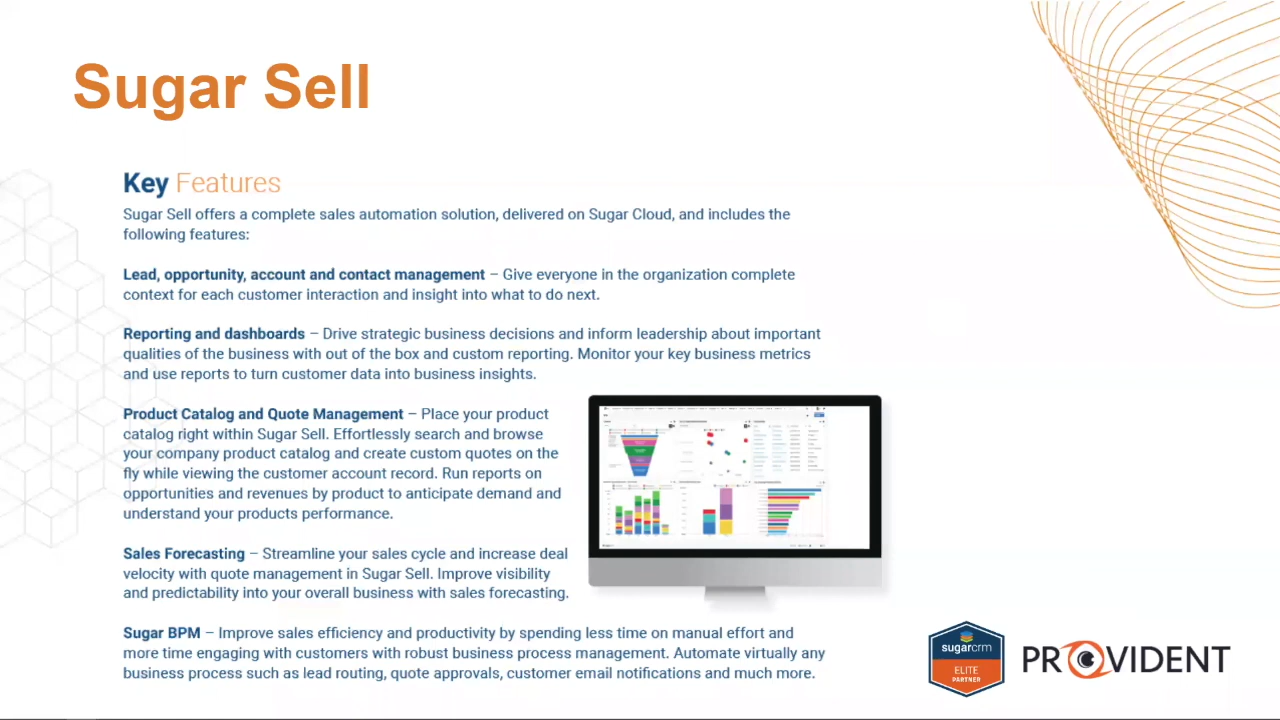 Sugar Sell
Key Features
Sugar Sell offers a complete sales automation solution, delivered on Sugar Cloud, and includes the
following features:
Lead, opportunity, account and contact management – Give everyone in the organization complete
context for each customer interaction and insight into what to do next.
Reporting and dashboards – Drive strategic business decisions and inform leadership about important
qualities of the business with out of the box and custom reporting. Monitor your key business metrics
and use reports to turn customer data into business insights.
Product Catalog and Quote Management – Place your product
catalog right within Sugar Sell. Effortlessly search and browse
your company product catalog and create custom quotes on the
fly while viewing the customer account record. Run reports on
opportunities and revenues by product to anticipate demand and
understand your products performance.
Sales Forecasting – Streamline your sales cycle and increase deal
velocity with quote management in Sugar Sell. Improve visibility
and predictability into your overall business with sales forecasting.
Sugar BPM – Improve sales efficiency and productivity by spending less time on manual effort and
more time engaging with customers with robust business process management. Automate virtually any
business process such as lead routing, quote approvals, customer email notifications and much more.
sugarcrm
ELITE
PARTNER
PROVIDENT